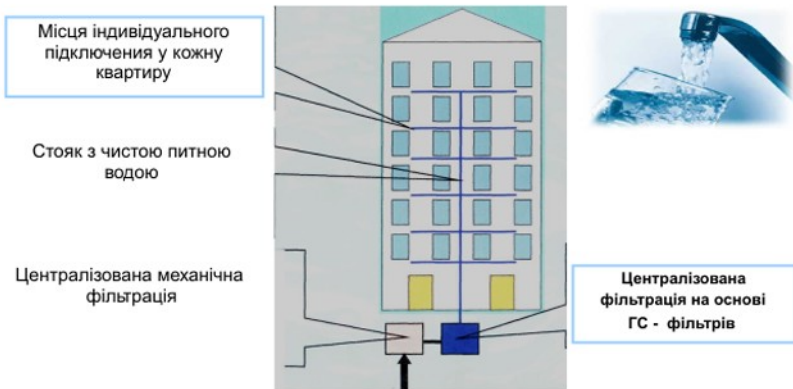 Місця індивідуального
підключення у кожну
квартиру
Стояк з чистою питною
водою
Централізована механічна
фільтрація
Централізована
фільтрація на основі
ГС - фільтрів